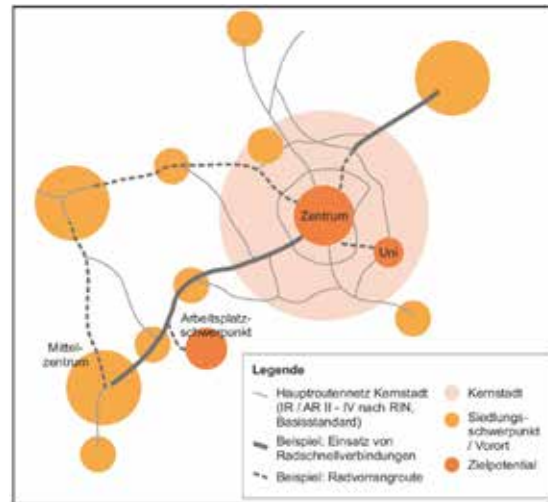 Zentrum
Uni
Arbeitsplatz-
schwerpunkt
Mittel-
zentrum
Legende
Hauptroutennetz Kernstadt
(IR / AR II - IV nach RIN,
Basisstandard)
Beispiel: Einsatz von
Radschnellverbindungen
Beispiel: Radvorrangroute
Kernstadt
Siedlungs-
schwerpunkt
/ Vorort
Zielpotential